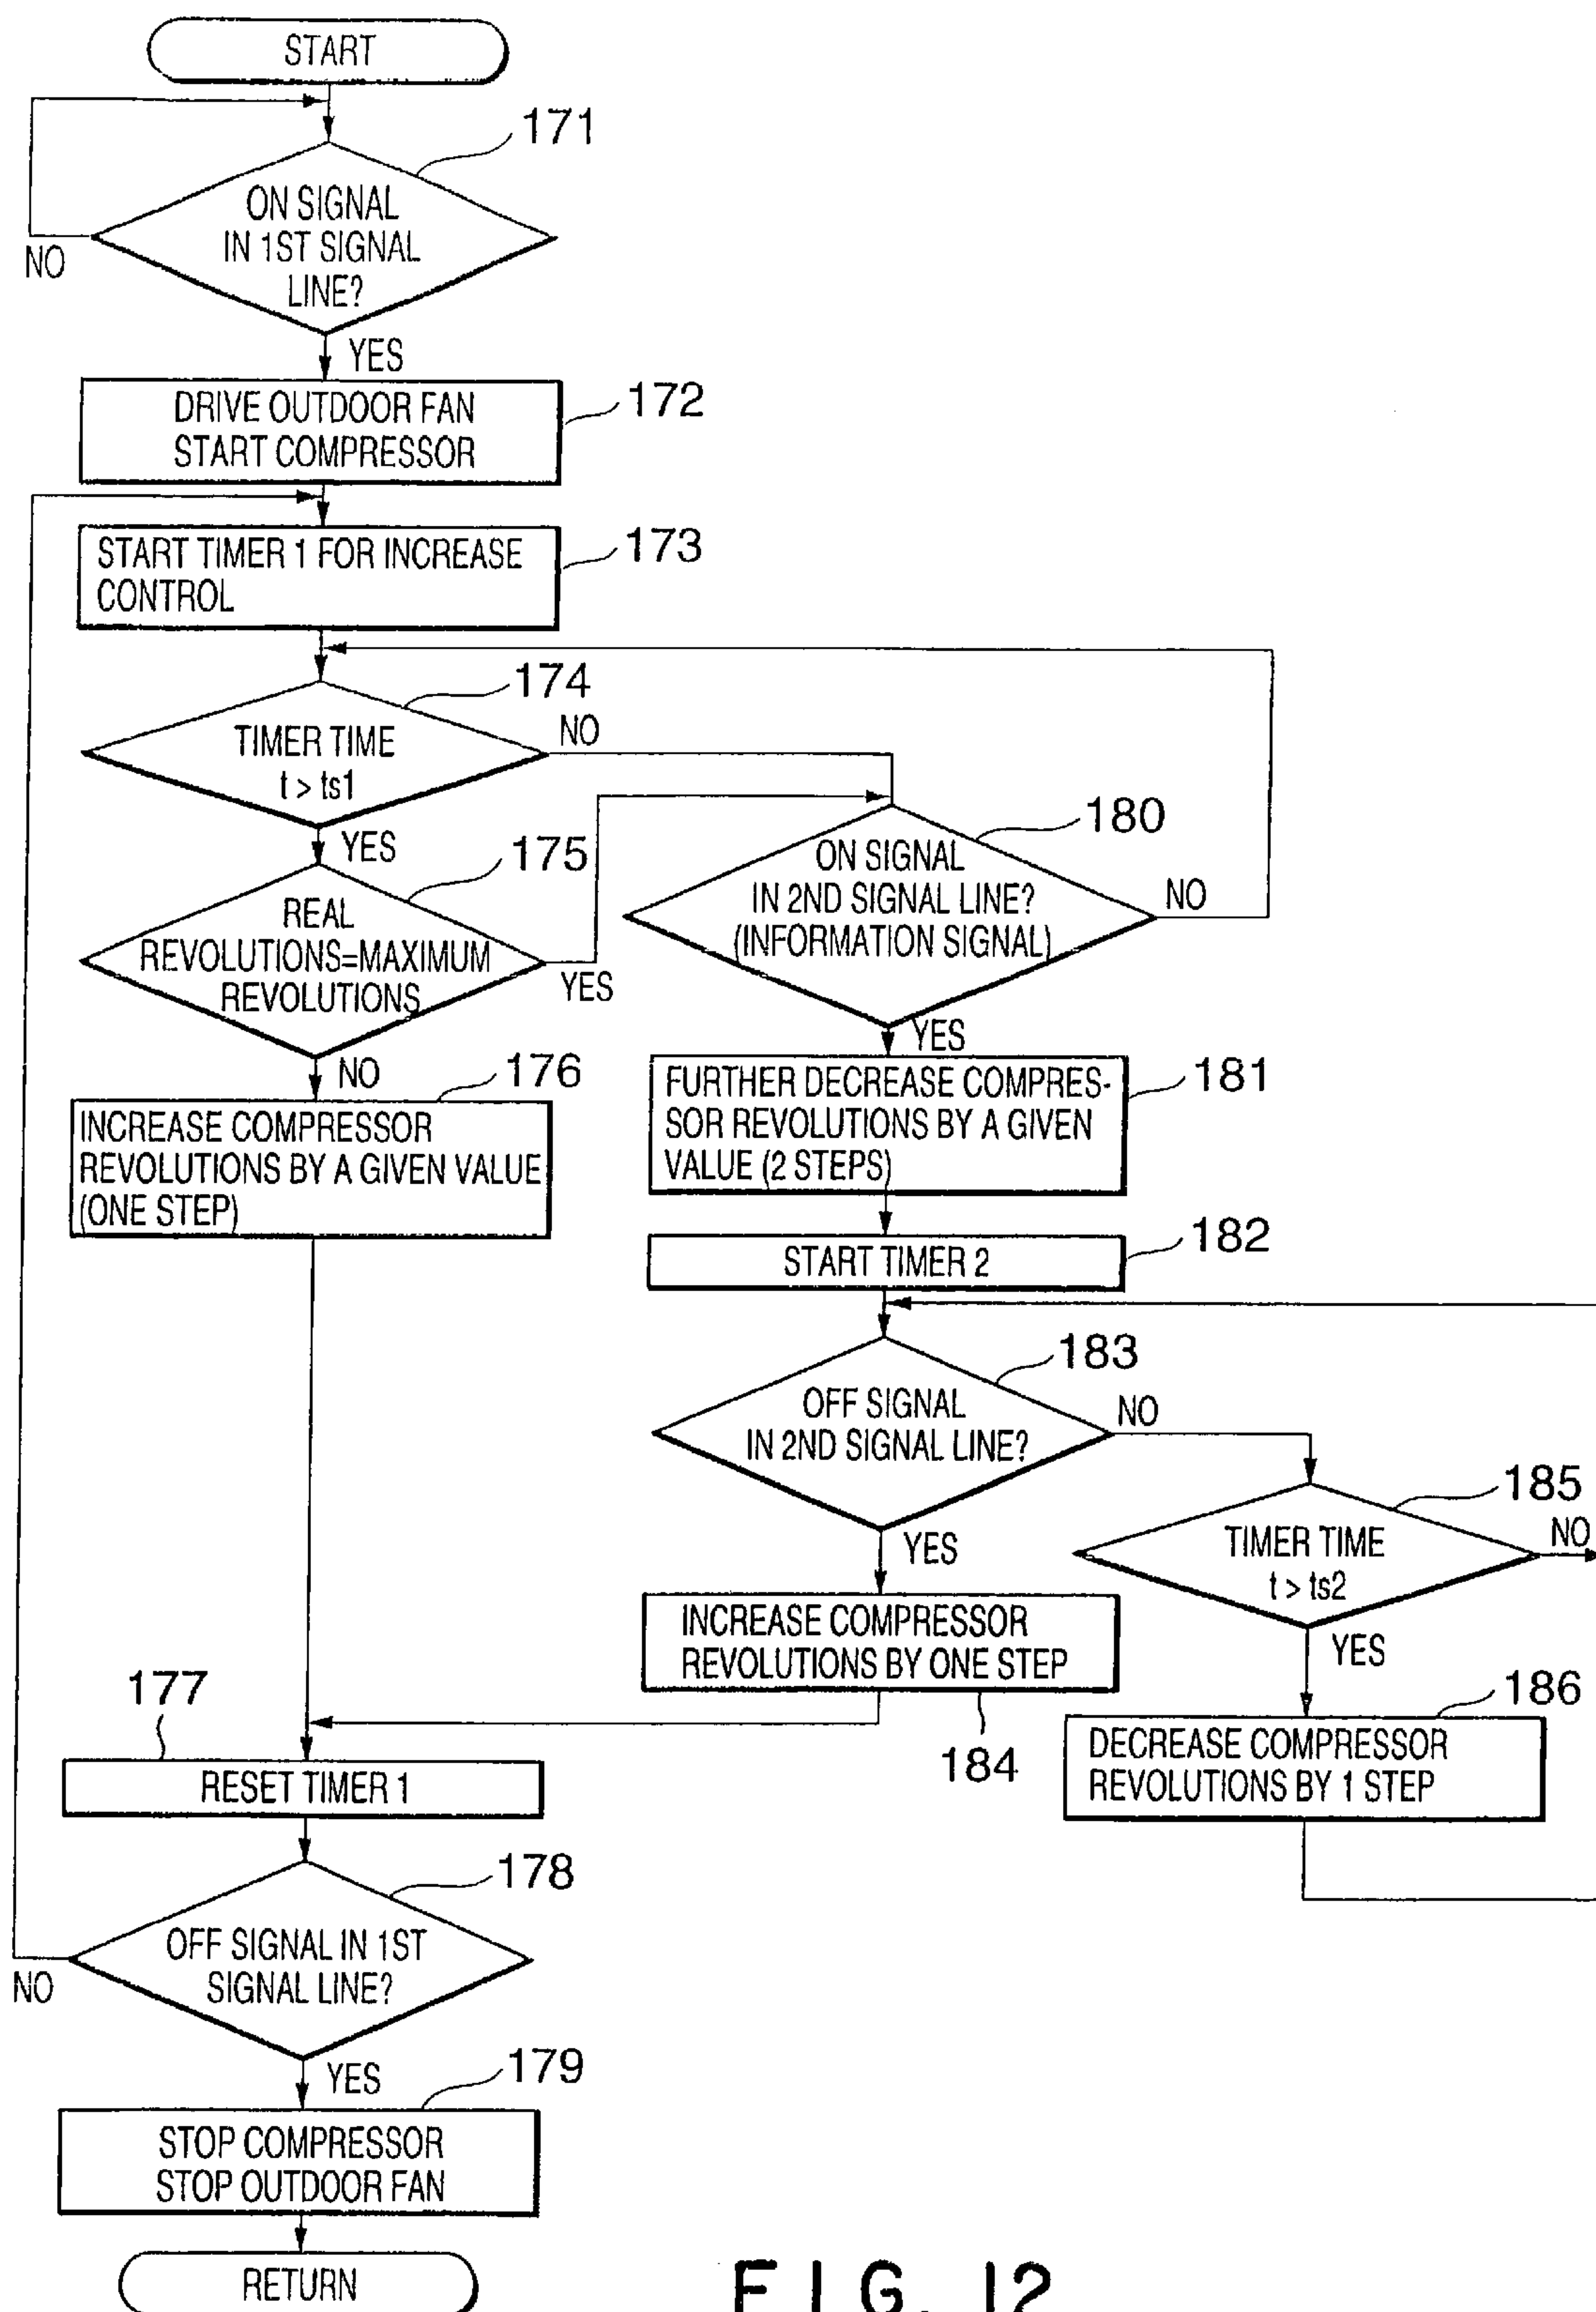 START
171
ON SIGNAL
IN 1ST SIGNAL
LINE?
NO
YES
DRIVE OUTDOOR FAN
START COMPRESSOR
172
START TIMER 1 FOR INCREASE
CONTROL
173
174
TIMER TIME
t > ts1
NO
YES
175
REAL
REVOLUTIONS=MAXIMUM
REVOLUTIONS
YES
NO
176
INCREASE COMPRESSOR
REVOLUTIONS BY A GIVEN VALUE
(ONE STEP)
180
ON SIGNAL
IN 2ND SIGNAL LINE?
(INFORMATION SIGNAL)
NO
YES
FURTHER DECREASE COMPRES-
SOR REVOLUTIONS BY A GIVEN
VALUE (2 STEPS)
181
START TIMER 2
182
183
OFF SIGNAL
IN 2ND SIGNAL LINE?
NO
YES
185
TIMER TIME
t > ts2
NO
YES
INCREASE COMPRESSOR
REVOLUTIONS BY ONE STEP
184
186
DECREASE COMPRESSOR
REVOLUTIONS BY 1 STEP
177
RESET TIMER 1
178
OFF SIGNAL IN 1ST
SIGNAL LINE?
NO
YES
179
STOP COMPRESSOR
STOP OUTDOOR FAN
RETURN
FIG. 12